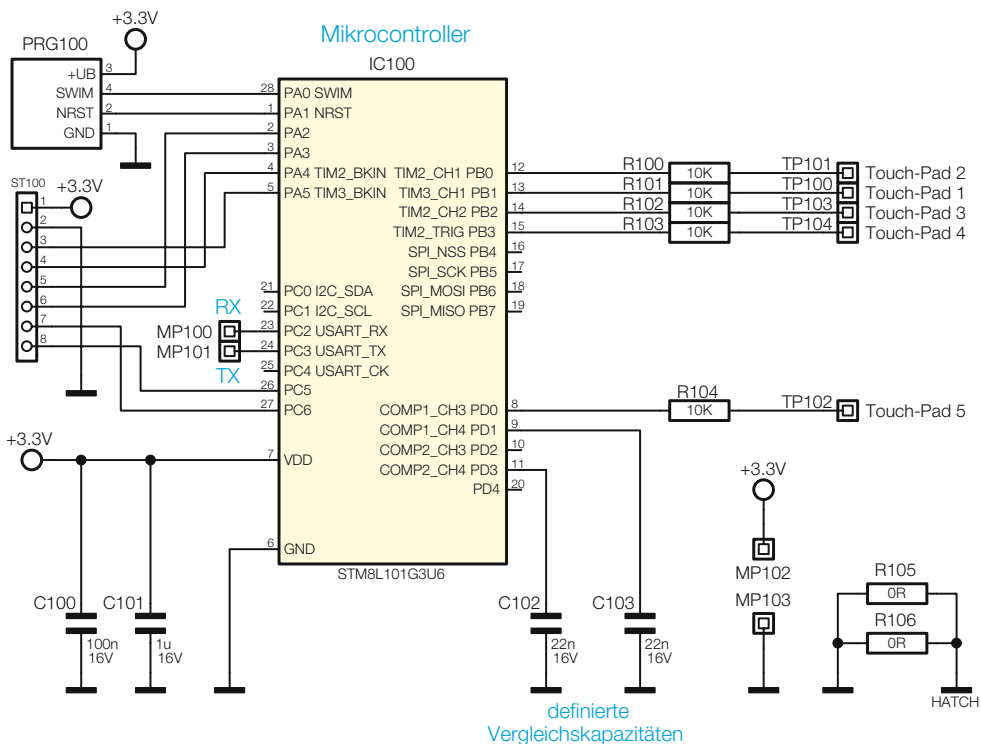 +3.3V
PRG100
+UB 3
SWIM 4
NRST 2
GND 1
Mikrocontroller
IC100
28 PA0 SWIM
1 PA1 NRST
2 PA2
3 PA3
4 PA4 TIM2_BKIN
5 PA5 TIM3_BKIN
21 PC0 I2C_SDA
22 PC1 I2C_SCL
23 PC2 USART_RX
24 PC3 USART_TX
25 PC4 USART_CK
26 PC5
27 PC6
7 VDD
6 GND
TIM2_CH1 PB0 12
TIM3_CH1 PB1 13
TIM2_CH2 PB2 14
TIM2_TRIG PB3 15
SPI_NSS PB4 16
SPI_SCK PB5 17
SPI_MOSI PB6 18
SPI_MISO PB7 19
COMP1_CH3 PD0 8
COMP1_CH4 PD1 9
COMP2_CH3 PD2 10
COMP2_CH4 PD3 11
PD4 20
STM8L101G3U6
ST100
+3.3V
1
2
3
4
5
6
7
8
RX
MP100
MP101
TX
R100 10K TP101 Touch-Pad 2
R101 10K TP100 Touch-Pad 1
R102 10K TP103 Touch-Pad 3
R103 10K TP104 Touch-Pad 4
R104
10K TP102 Touch-Pad 5
+3.3V
C100
100n
16V
C101
1u
16V
C102
22n
16V
C103
22n
16V
definierte
Vergleichskapazitäten
+3.3V
MP102
MP103
R105
0R
R106
0R
HATCH